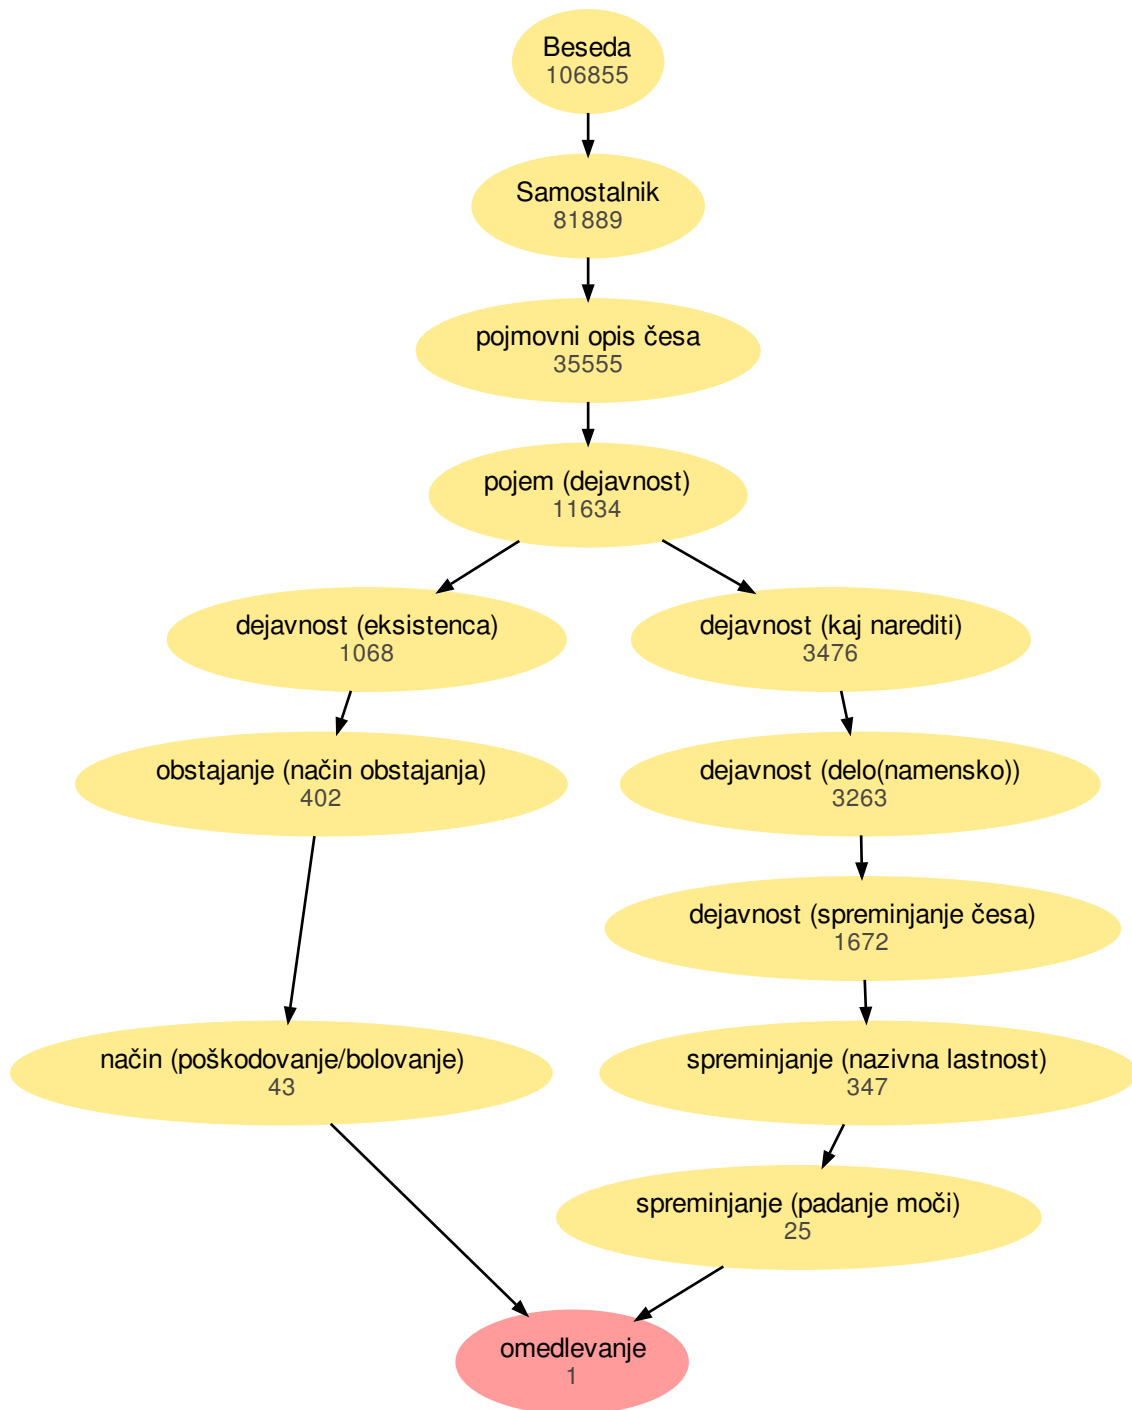 Beseda
106855
Samostalnik
81889
pojmovni opis česa
35555
pojem (dejavnost)
11634
dejavnost (eksistenca)
1068
dejavnost (kaj narediti)
3476
obstajanje (način obstajanja)
402
dejavnost (delo(namensko))
3263
dejavnost (spreminjanje česa)
1672
način (poškodovanje/bolovanje)
43
spreminjanje (nazivna lastnost)
347
spreminjanje (padanje moči)
25
omedlevanje
1